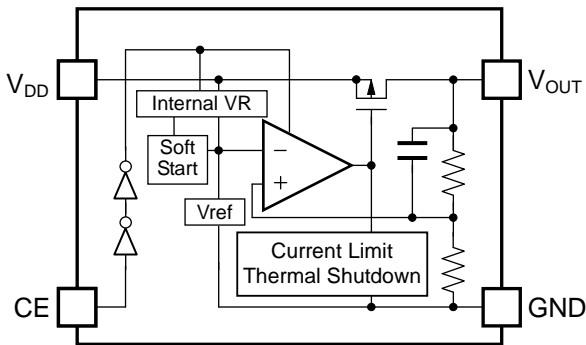 V_DD
V_OUT
Internal VR
Soft
Start
−
+
Vref
Current Limit
Thermal Shutdown
CE
GND